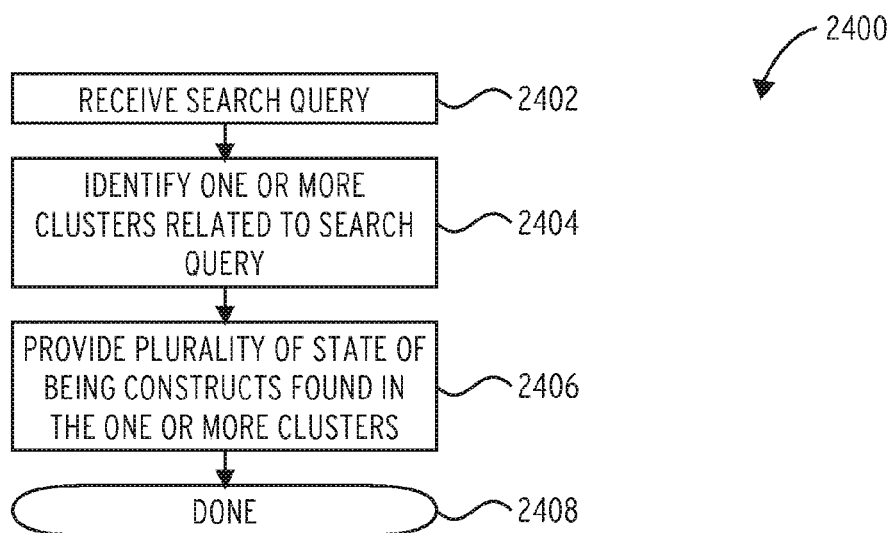 2400
RECEIVE SEARCH QUERY
2402
IDENTIFY ONE OR MORE
CLUSTERS RELATED TO SEARCH
QUERY
2404
PROVIDE PLURALITY OF STATE OF
BEING CONSTRUCTS FOUND IN
THE ONE OR MORE CLUSTERS
2406
DONE
2408